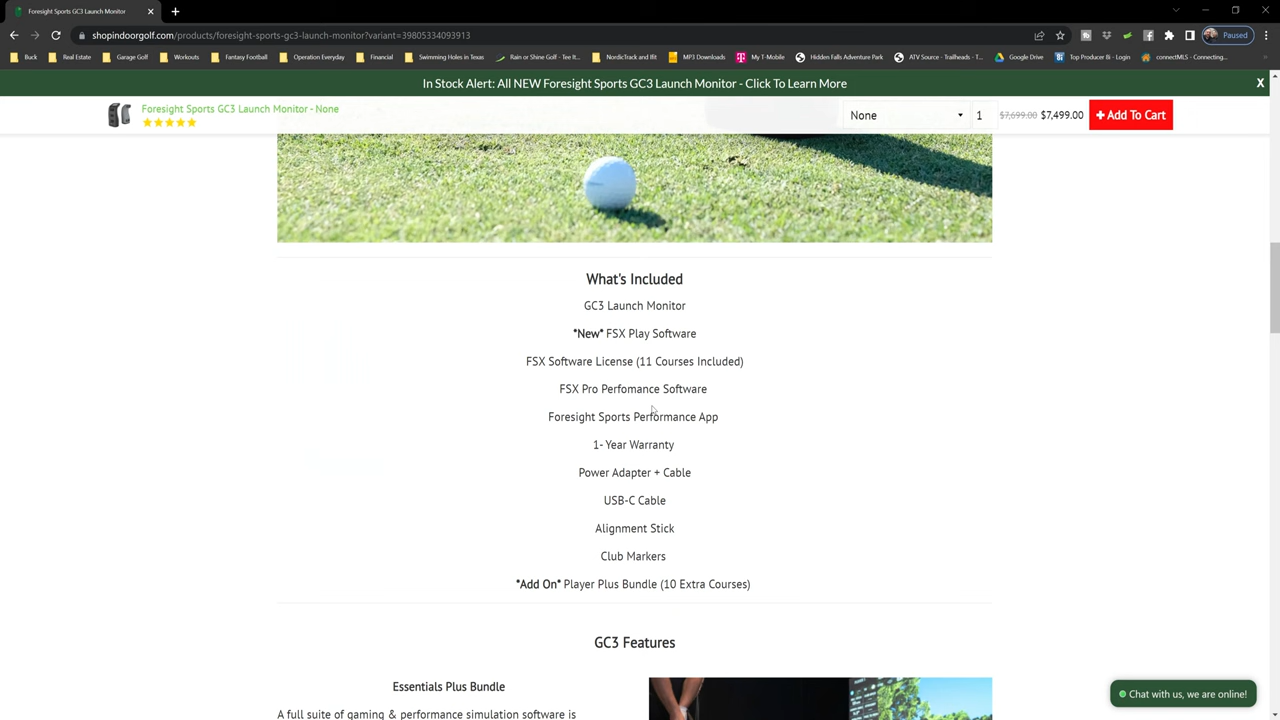 Foresight Sports GC3 Launch Monitor
shopindoorgolf.com/products/foresight-sports-gc3-launch-monitor?variant=39805334093913
Paused
Buck
Real Estate
Garage Golf
Workouts
Fantasy Football
Operation Everyday
Financial
Swimming Holes in Texas
Rain or Shine Golf - Tee It...
NordicTrack and Ifit
MP3 Downloads
My T-Mobile
Hidden Falls Adventure Park
ATV Source - Trailheads - T...
Google Drive
Top Producer 8i - Login
connectMLS - Connecting...
In Stock Alert: All NEW Foresight Sports GC3 Launch Monitor - Click To Learn More
X
Foresight Sports GC3 Launch Monitor - None
None
1
$7,699.00 $7,499.00
+ Add To Cart
What's Included
GC3 Launch Monitor
*New* FSX Play Software
FSX Software License (11 Courses Included)
FSX Pro Perfomance Software
Foresight Sports Performance App
1- Year Warranty
Power Adapter + Cable
USB-C Cable
Alignment Stick
Club Markers
*Add On* Player Plus Bundle (10 Extra Courses)
GC3 Features
Essentials Plus Bundle
A full suite of gaming & performance simulation software is
Chat with us, we are online!